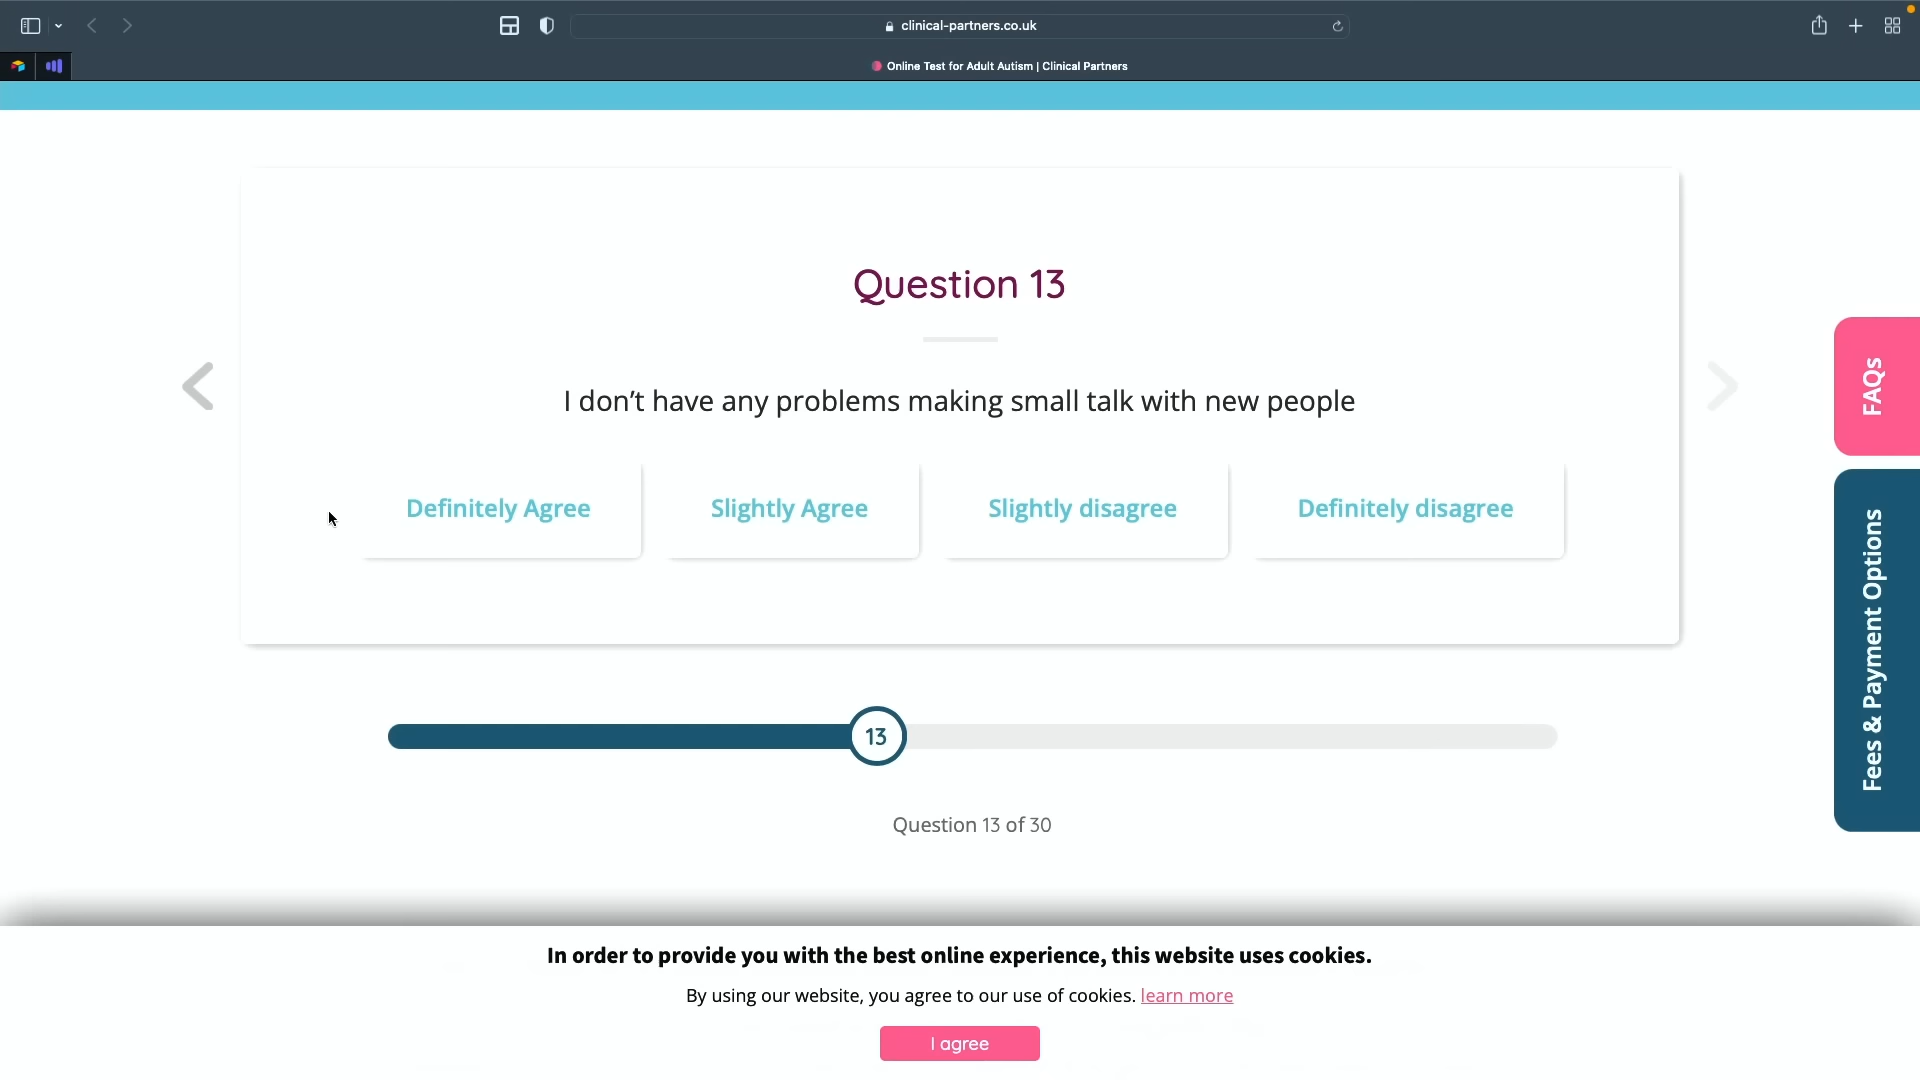 clinical-partners.co.uk
Online Test for Adult Autism | Clinical Partners
Question 13
I don’t have any problems making small talk with new people
Definitely Agree
Slightly Agree
Slightly disagree
Definitely disagree
13
Question 13 of 30
FAQs
Fees & Payment Options
In order to provide you with the best online experience, this website uses cookies.
By using our website, you agree to our use of cookies. learn more
I agree